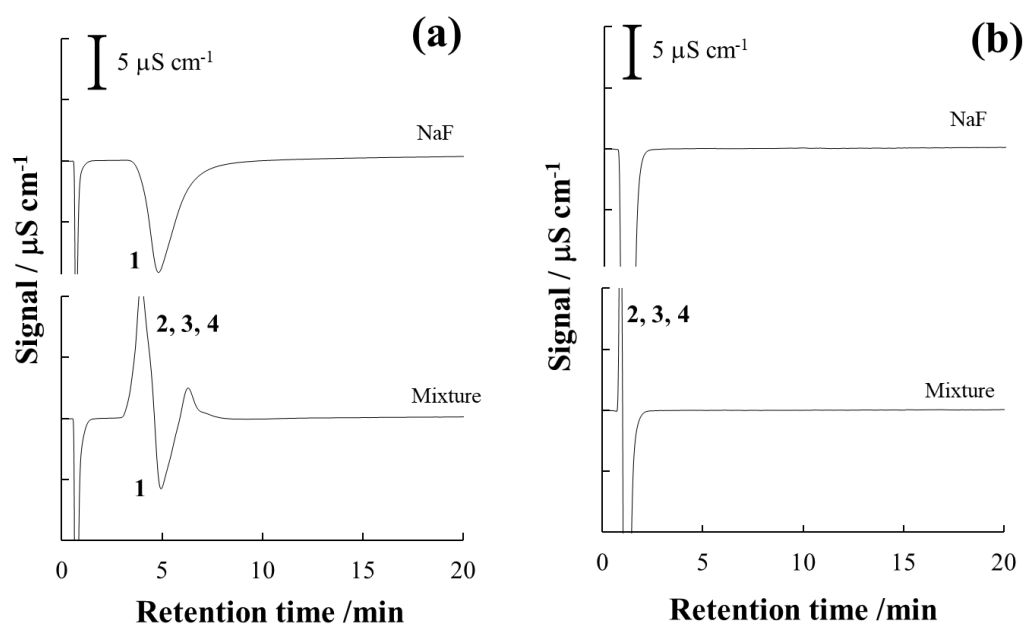 (a)
5 μS cm-1
NaF
1
2, 3, 4
Mixture
1
Signal / μS cm-1
0 5 10 15 20
Retention time /min
(b)
5 μS cm-1
NaF
2, 3, 4
Mixture
Signal / μS cm-1
0 5 10 15 20
Retention time /min